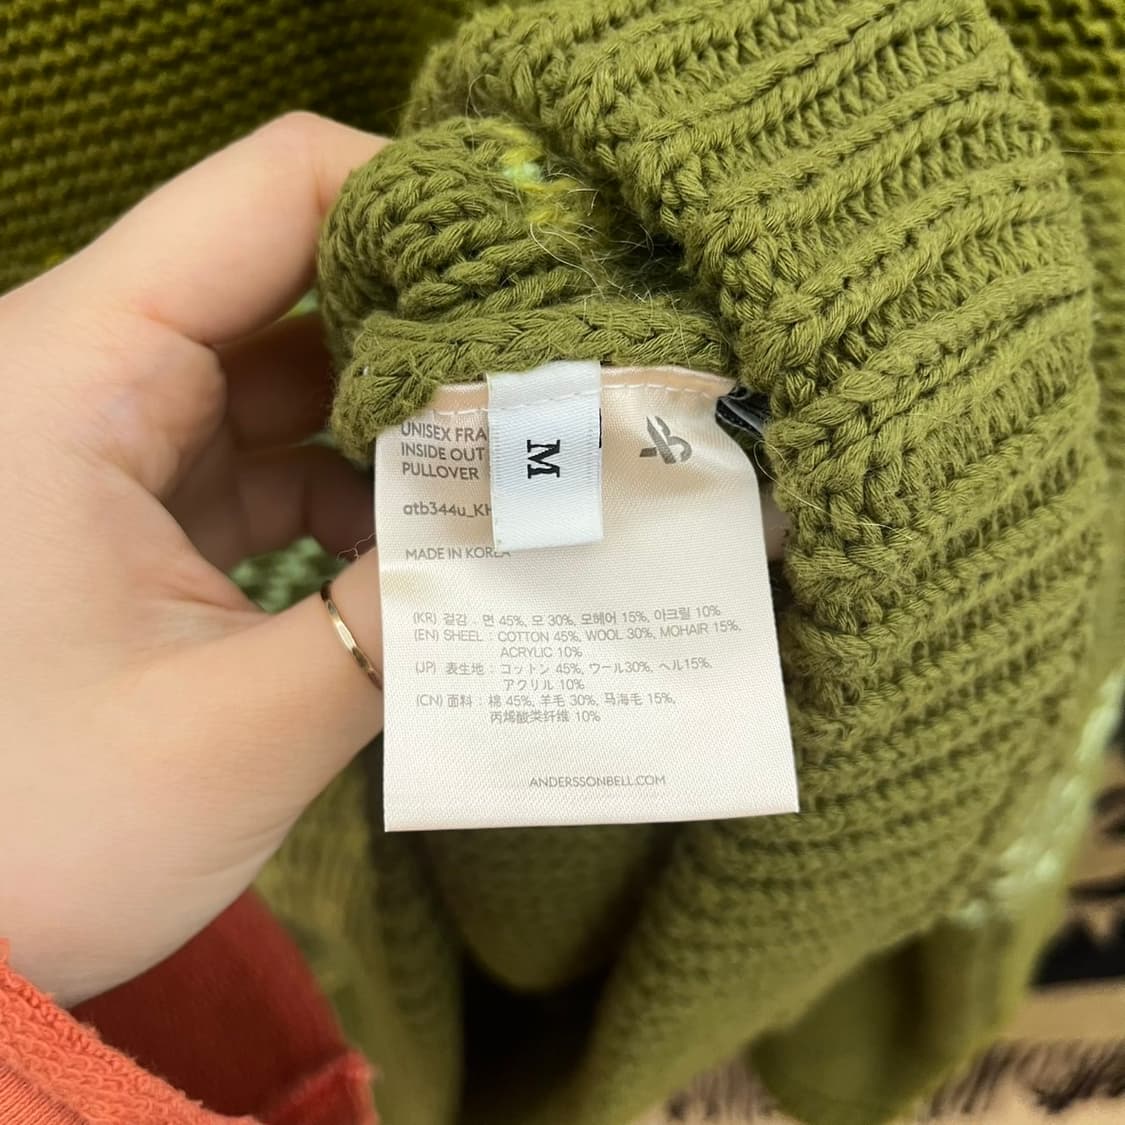 UNISEX
INSIDE OUT
PULLOVER
M
MADE IN KOREA
(KR) 겉감 : 면 45%, 모 30%, 모헤어 15%, 아크릴 10%
(EN) SHEEL : COTTON 45%, WOOL 30%, MOHAIR 15%,
ACRYLIC 10%
(JP) 表生地 : コットン 45%, ウール30%, ヘル15%,
アクリル 10%
(CN) 面料 : 棉 45%, 羊毛 30%, 马海毛 15%,
丙烯酸类纤维 10%
ANDERSSONBELL.COM